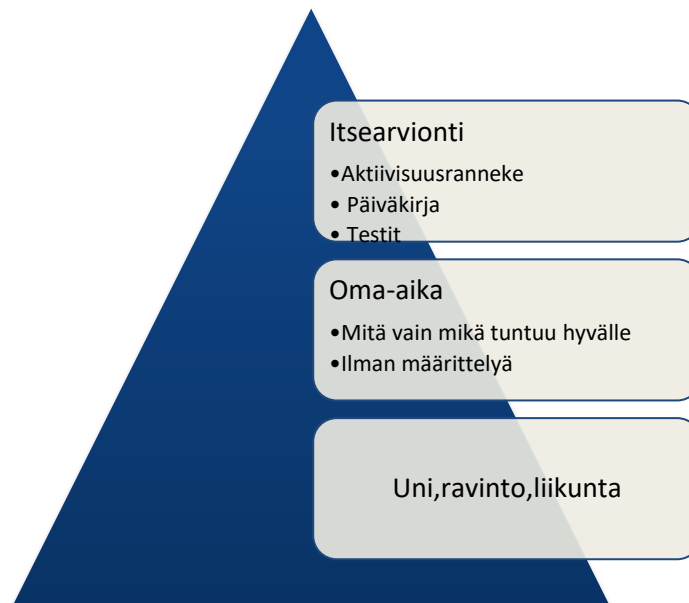 Itsearvionti
•Aktiivisuusranneke
• Päiväkirja
• Testit
Oma-aika
•Mitä vain mikä tuntuu hyvälle
•Ilman määrittelyä
Uni,ravinto,liikunta